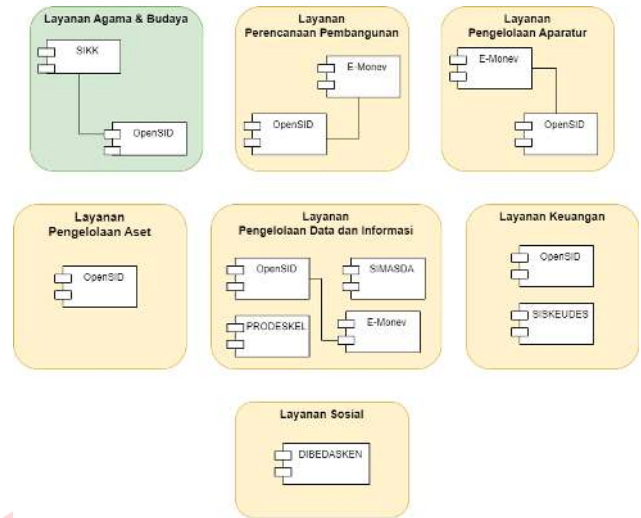 Layanan Agama & Budaya
SIKK
OpenSID
Layanan
Perencanaan Pembangunan
E-Monev
OpenSID
Layanan
Pengelolaan Aparatur
E-Monev
OpenSID
Layanan
Pengelolaan Aset
OpenSID
Layanan
Pengelolaan Data dan Informasi
OpenSID
SIMASDA
PRODESKEL
E-Monev
Layanan Keuangan
OpenSID
SISKEUDES
Layanan Sosial
DIBEDASKEN